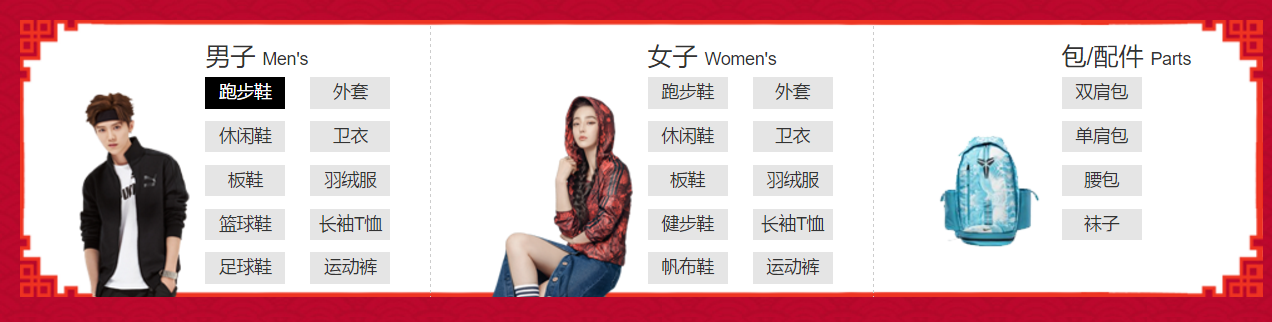 男子 Men's
跑步鞋 外套
休闲鞋 卫衣
板鞋 羽绒服
篮球鞋 长袖T恤
足球鞋 运动裤
女子 Women's
跑步鞋 外套
休闲鞋 卫衣
板鞋 羽绒服
健步鞋 长袖T恤
帆布鞋 运动裤
包/配件 Parts
双肩包
单肩包
腰包
袜子